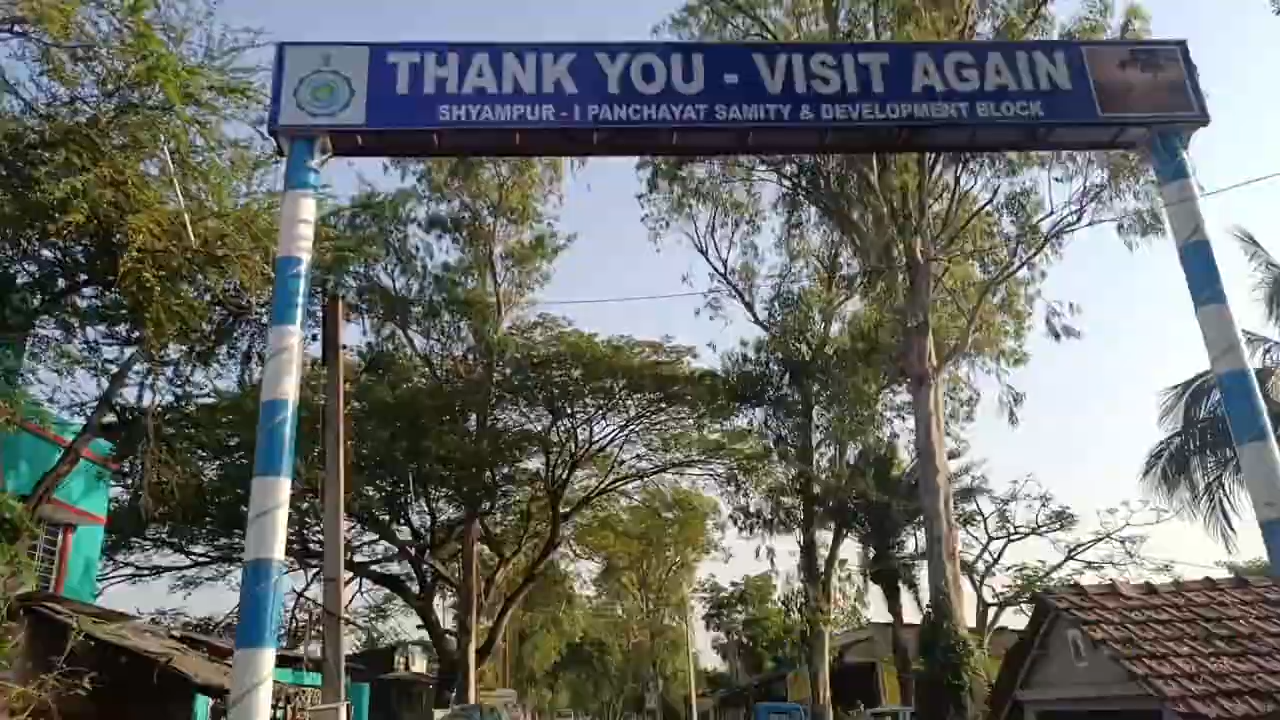 THANK YOU - VISIT AGAIN
SHYAMPUR - I PANCHAYAT SAMITY & DEVELOPMENT BLOCK